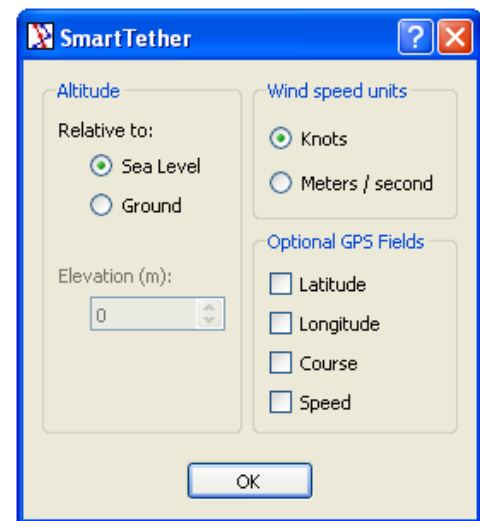 SmartTether
Altitude
Relative to:
Sea Level
Ground
Elevation (m):
0
Wind speed units
Knots
Meters / second
Optional GPS Fields
Latitude
Longitude
Course
Speed
OK